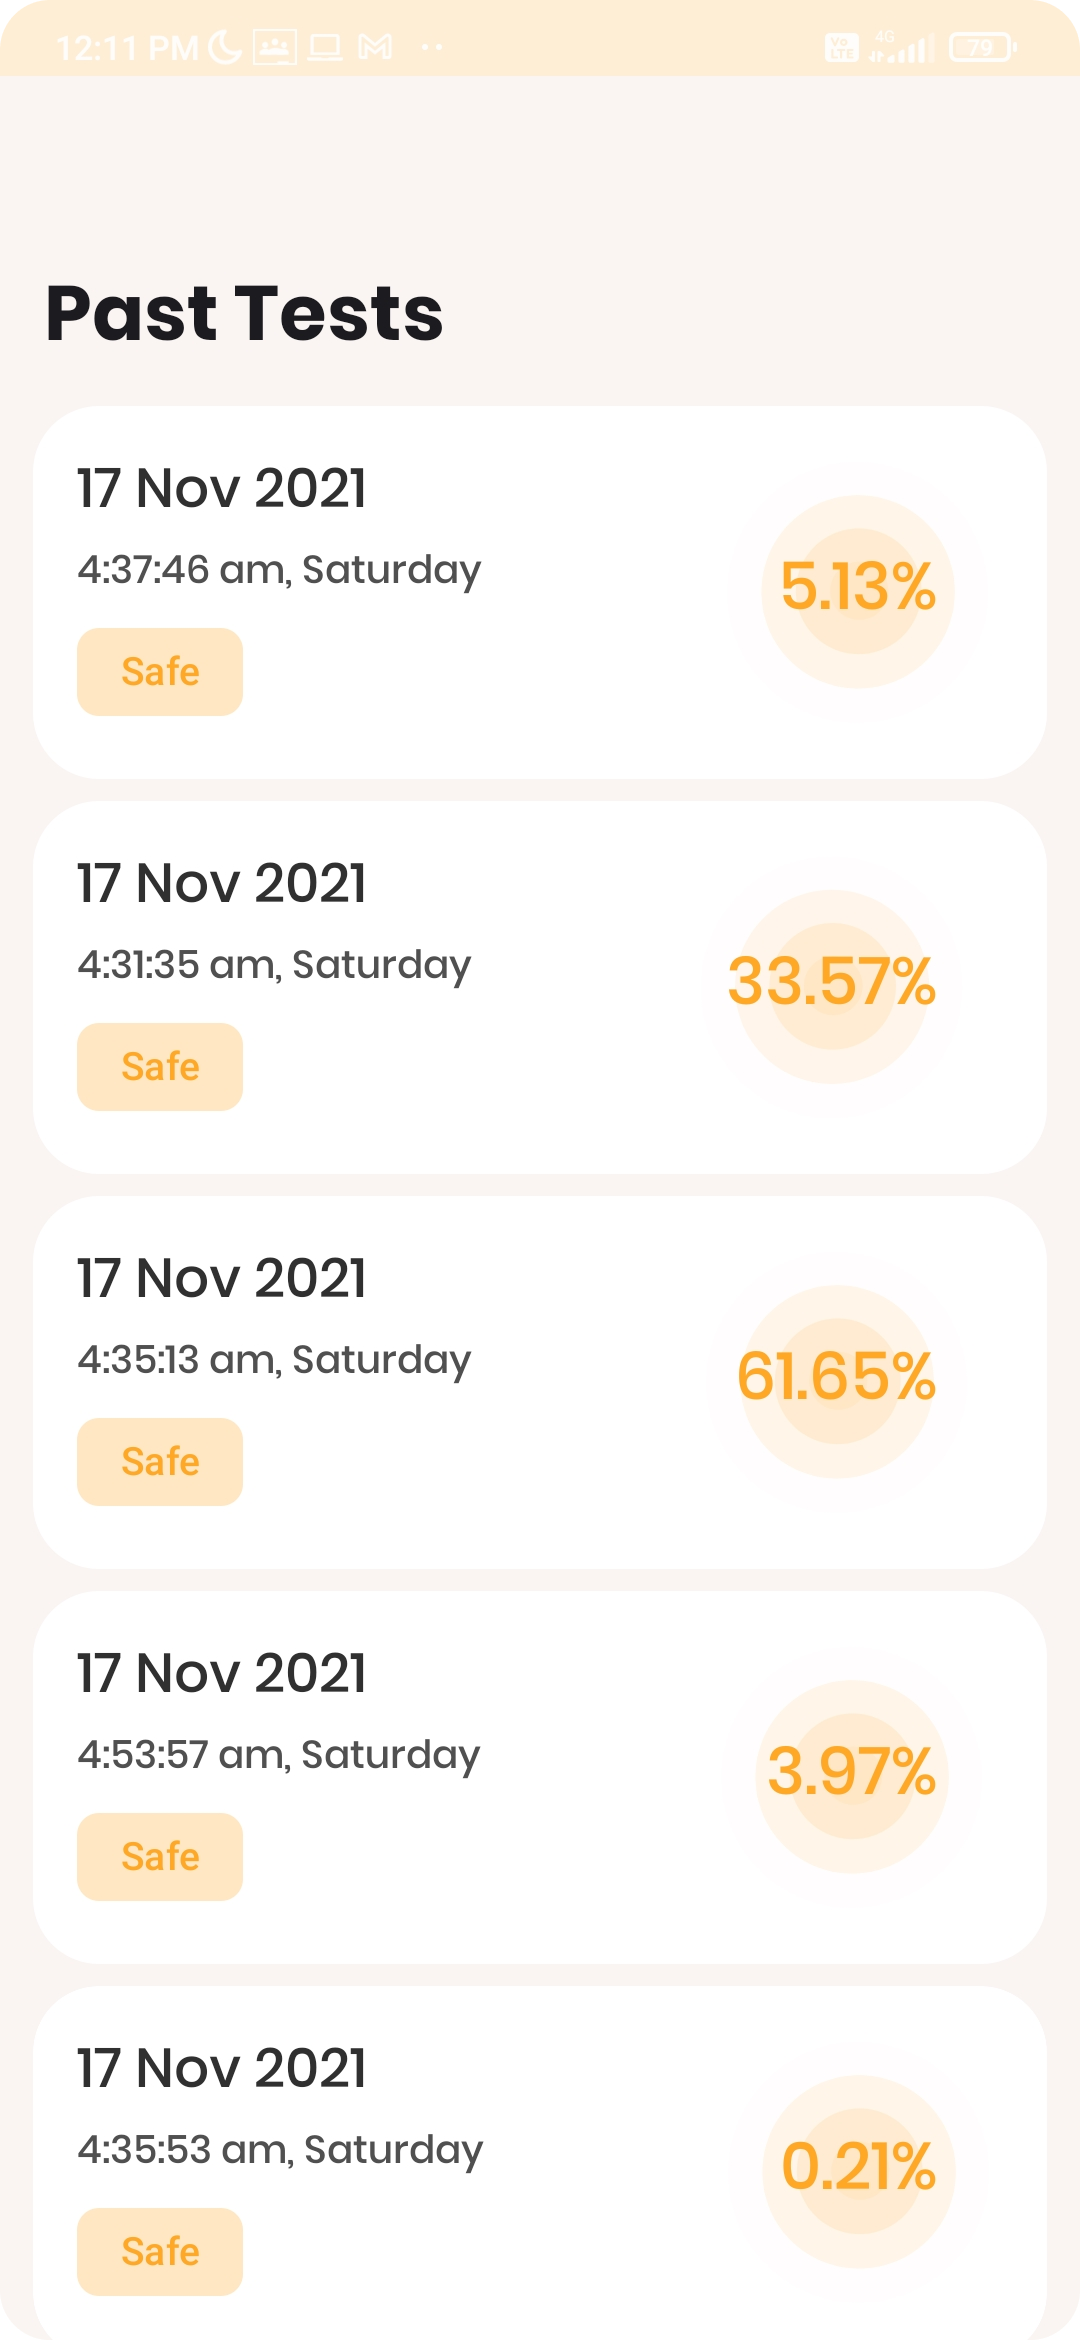 12:11 PM
Vo
LTE
4G
79
Past Tests
17 Nov 2021
4:37:46 am, Saturday
5.13%
Safe
17 Nov 2021
4:31:35 am, Saturday
33.57%
Safe
17 Nov 2021
4:35:13 am, Saturday
61.65%
Safe
17 Nov 2021
4:53:57 am, Saturday
3.97%
Safe
17 Nov 2021
4:35:53 am, Saturday
0.21%
Safe